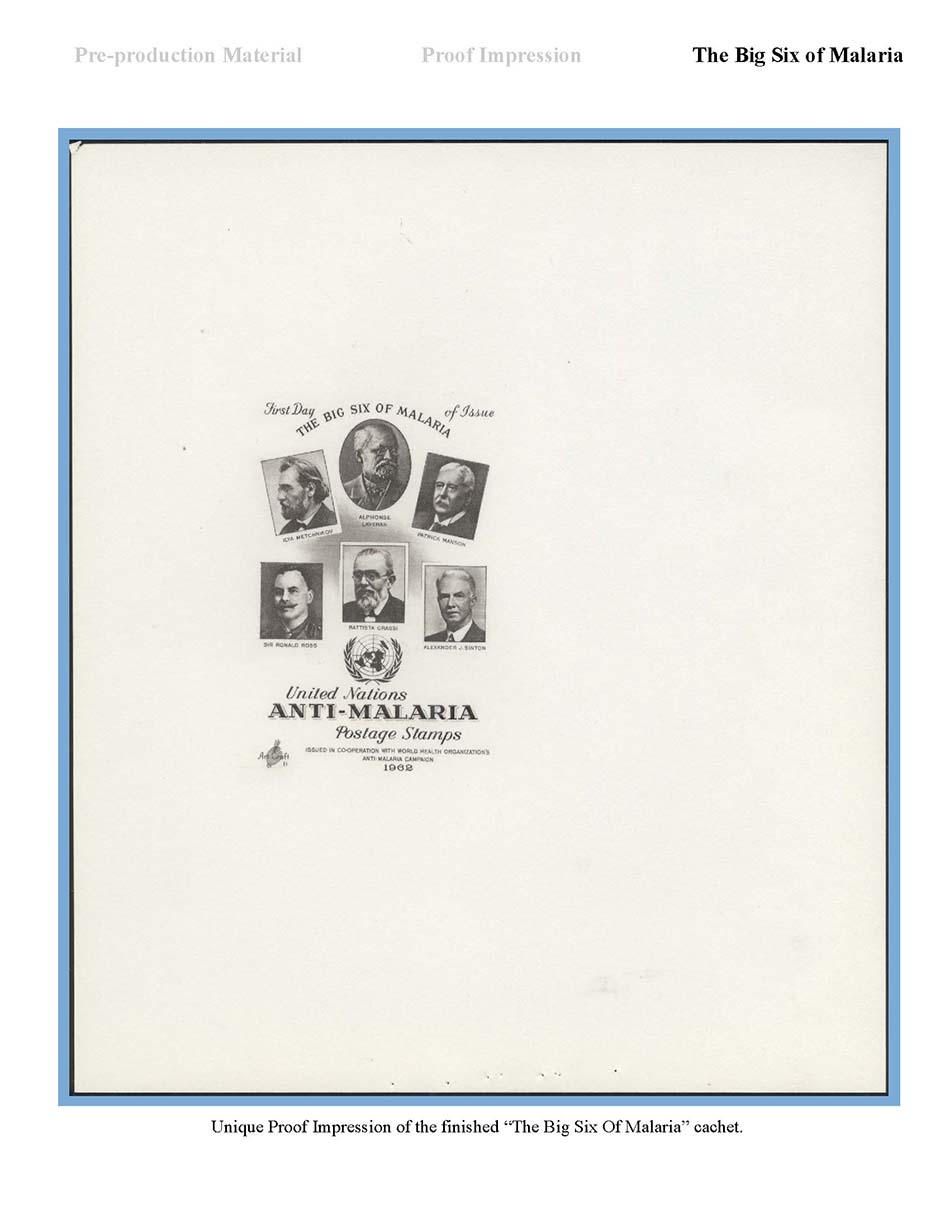 Pre-production Material Proof Impression The Big Six of Malaria
First Day of Issue
THE BIG SIX OF MALARIA
ALPHONSE
LAVERAN
ILYA METCHNIKOV
PATRICK MANSON
SIR RONALD ROSS
BATTISTA GRASSI
ALEXANDER J. SINTON
United Nations
ANTI-MALARIA
Postage Stamps
Art Craft
ISSUED IN CO-OPERATION WITH WORLD HEALTH ORGANIZATION'S
ANTI-MALARIA CAMPAIGN
1962
Unique Proof Impression of the finished “The Big Six Of Malaria” cachet.